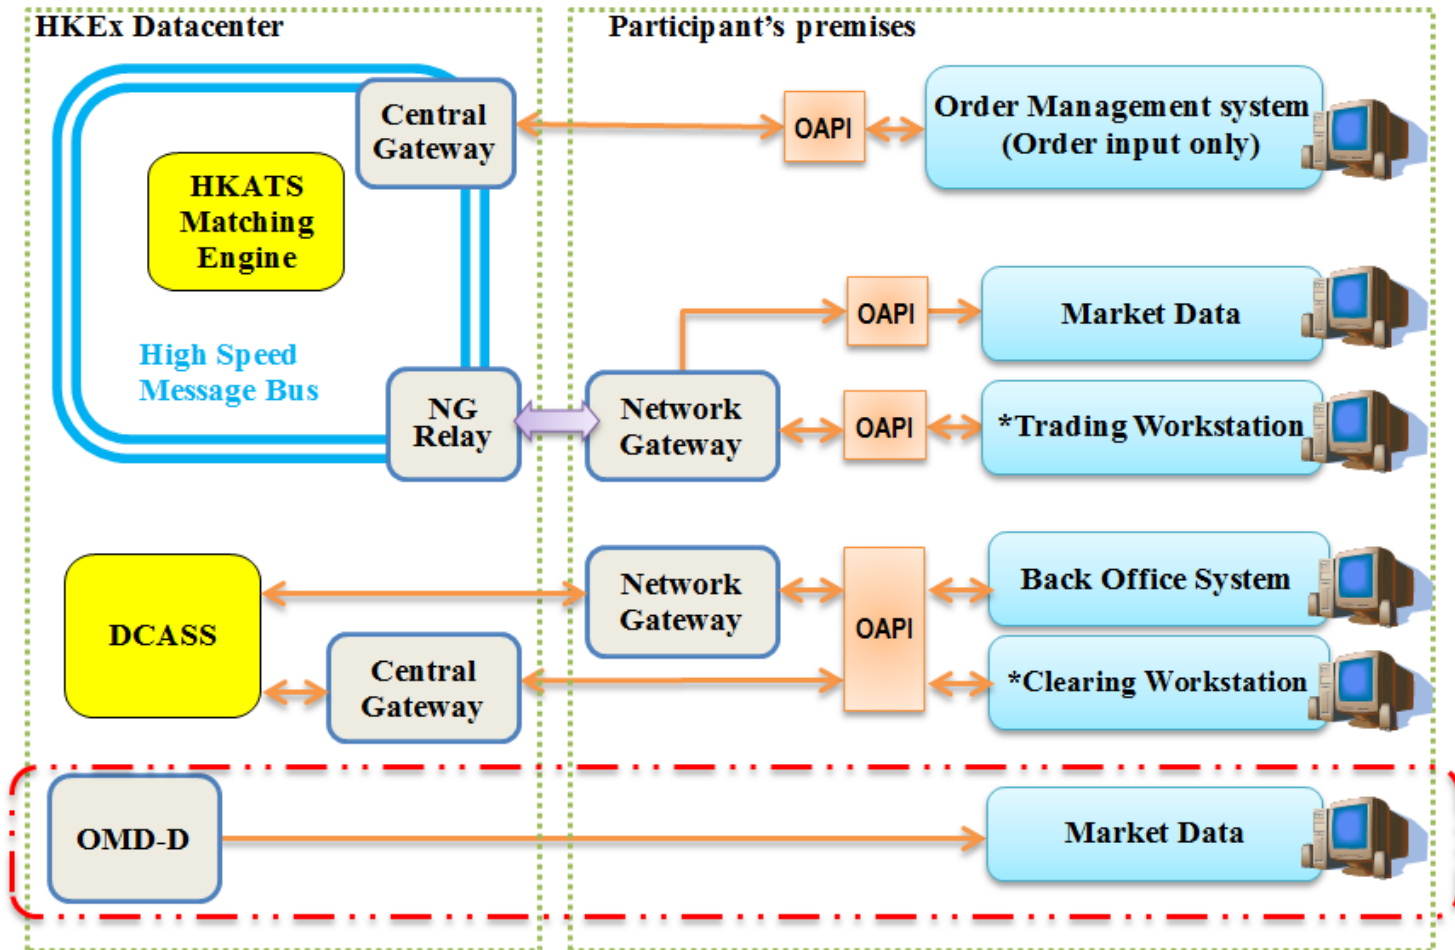 HKEx Datacenter
Participant's premises
Central
Gateway
OAPI
Order Management system
(Order input only)
HKATS
Matching
Engine
High Speed
Message Bus
OAPI
Market Data
NG
Relay
Network
Gateway
OAPI
*Trading Workstation
DCASS
Network
Gateway
OAPI
Back Office System
Central
Gateway
*Clearing Workstation
OMD-D
Market Data